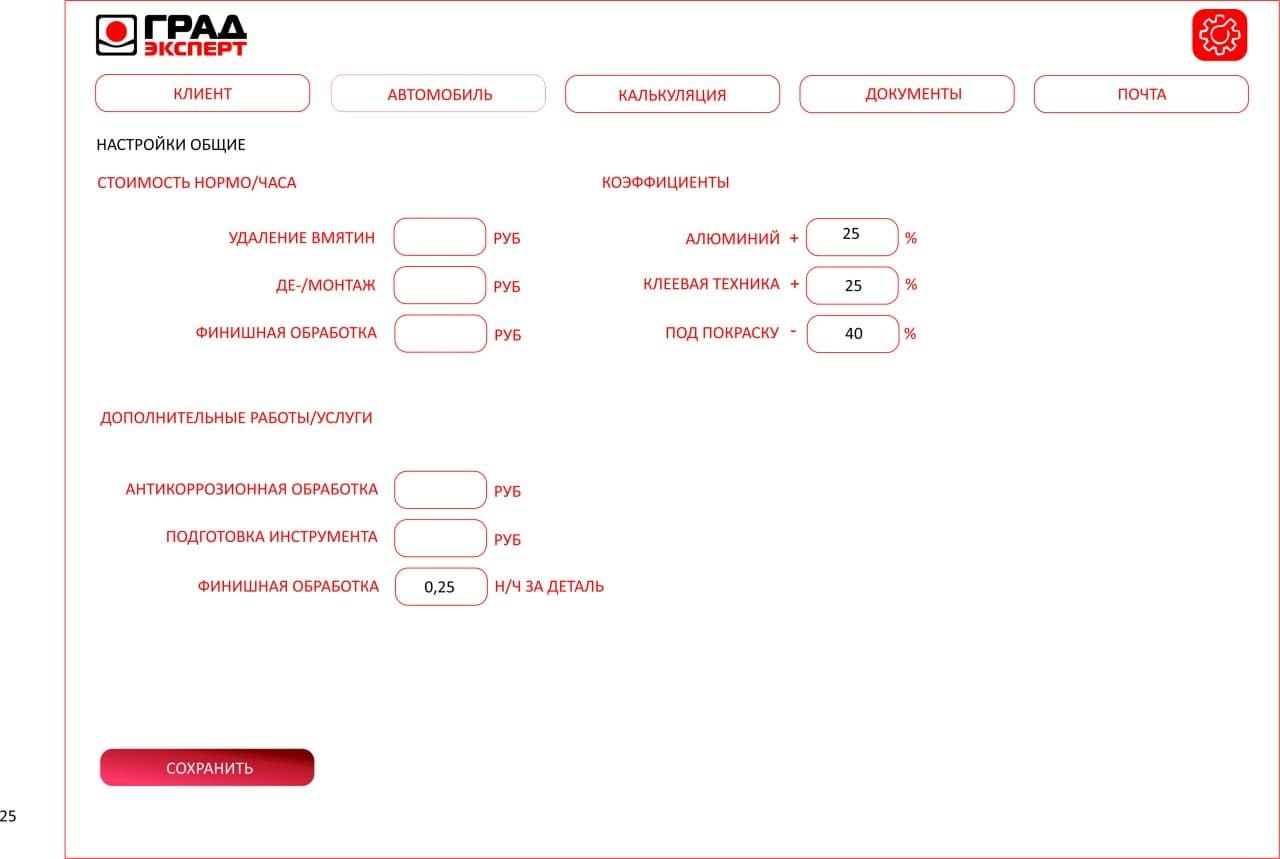 ГРАД
ЭКСПЕРТ
КЛИЕНТ
АВТОМОБИЛЬ
КАЛЬКУЛЯЦИЯ
ДОКУМЕНТЫ
ПОЧТА
НАСТРОЙКИ ОБЩИЕ
СТОИМОСТЬ НОРМО/ЧАСА
УДАЛЕНИЕ ВМЯТИН РУБ
ДЕ-/МОНТАЖ РУБ
ФИНИШНАЯ ОБРАБОТКА РУБ
КОЭФФИЦИЕНТЫ
АЛЮМИНИЙ + 25 %
КЛЕЕВАЯ ТЕХНИКА + 25 %
ПОД ПОКРАСКУ - 40 %
ДОПОЛНИТЕЛЬНЫЕ РАБОТЫ/УСЛУГИ
АНТИКОРРОЗИОННАЯ ОБРАБОТКА РУБ
ПОДГОТОВКА ИНСТРУМЕНТА РУБ
ФИНИШНАЯ ОБРАБОТКА 0,25 Н/Ч ЗА ДЕТАЛЬ
СОХРАНИТЬ
25